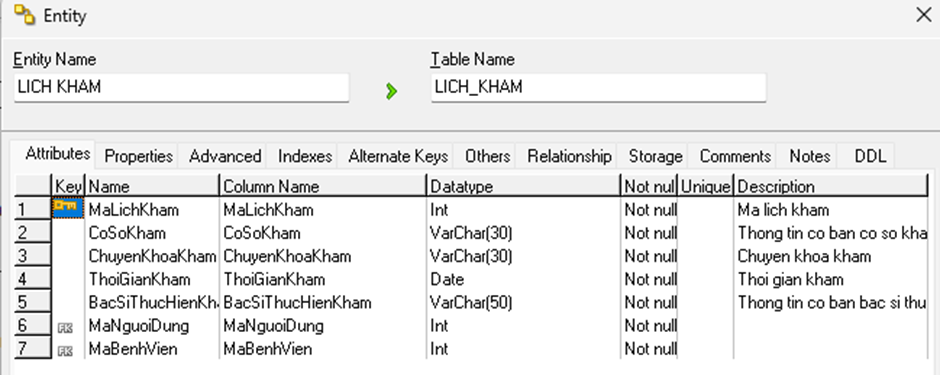 Entity
Entity Name Table Name
LICH KHAM LICH_KHAM
Attributes Properties Advanced Indexes Alternate Keys Others Relationship Storage Comments Notes DDL
Key Name Column Name Datatype Not nul Unique Description
1 MaLichKham MaLichKham Int Not null Ma lich kham
2 CoSoKham CoSoKham VarChar(30) Not null Thong tin co ban co so kha
3 ChuyenKhoaKham ChuyenKhoaKham VarChar(30) Not null Chuyen khoa kham
4 ThoiGianKham ThoiGianKham Date Not null Thoi gian kham
5 BacSiThucHienKh BacSiThucHienKham VarChar(50) Not null Thong tin co ban bac si thu
6 FK MaNguoiDung MaNguoiDung Int Not null
7 FK MaBenhVien MaBenhVien Int Not null